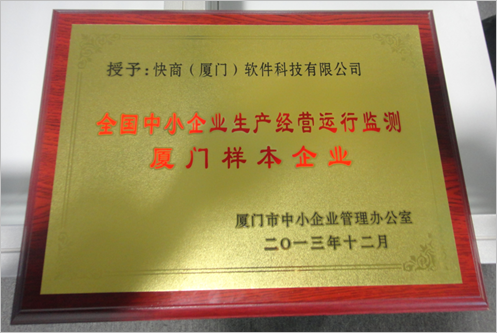 授予：快商（厦门）软件科技有限公司
全国中小企业生产经营运行监测
厦门样本企业
厦门市中小企业管理办公室
二〇一三年十二月